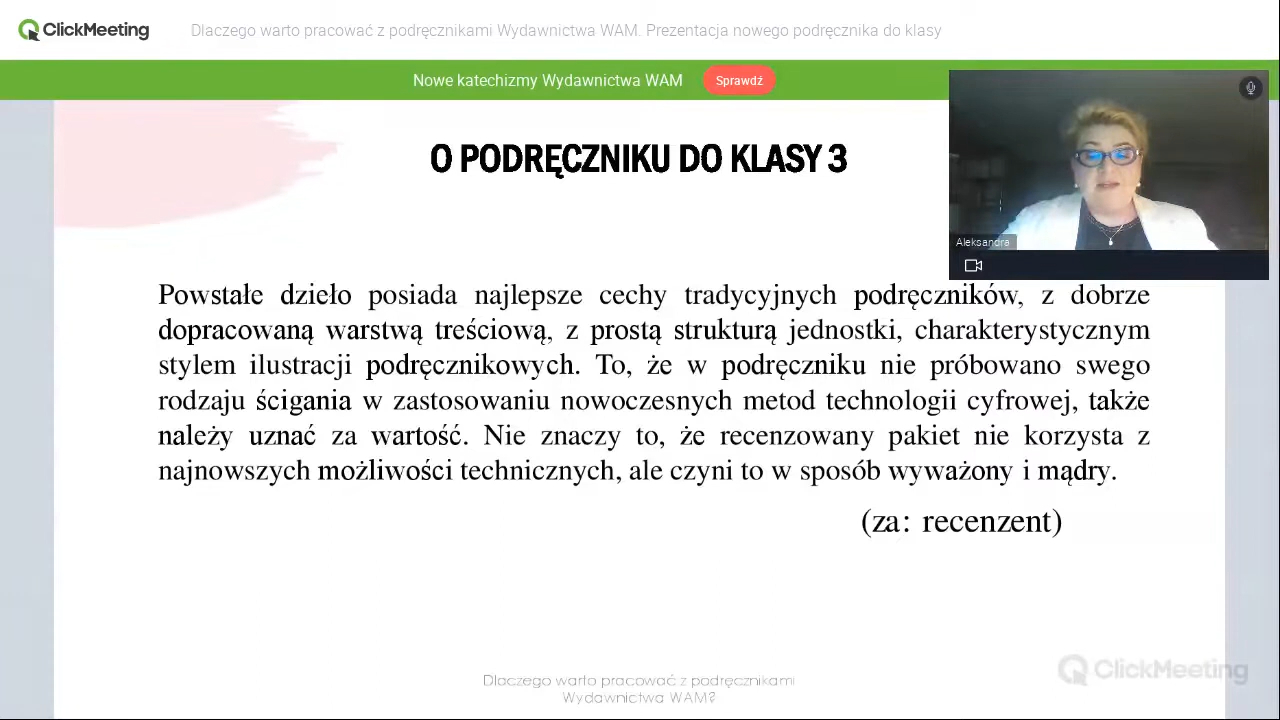 ClickMeeting
Dlaczego warto pracować z podręcznikami Wydawnictwa WAM. Prezentacja nowego podręcznika do klasy
Nowe katechizmy Wydawnictwa WAM
Sprawdź
O PODRĘCZNIKU DO KLASY 3
Aleksandra
Powstałe dzieło posiada najlepsze cechy tradycyjnych podręczników, z dobrze
dopracowaną warstwą treściową, z prostą strukturą jednostki, charakterystycznym
stylem ilustracji podręcznikowych. To, że w podręczniku nie próbowano swego
rodzaju ścigania w zastosowaniu nowoczesnych metod technologii cyfrowej, także
należy uznać za wartość. Nie znaczy to, że recenzowany pakiet nie korzysta z
najnowszych możliwości technicznych, ale czyni to w sposób wyważony i mądry.
(za: recenzent)
ClickMeeting
Dlaczego warto pracować z podręcznikami
Wydawnictwa WAM?